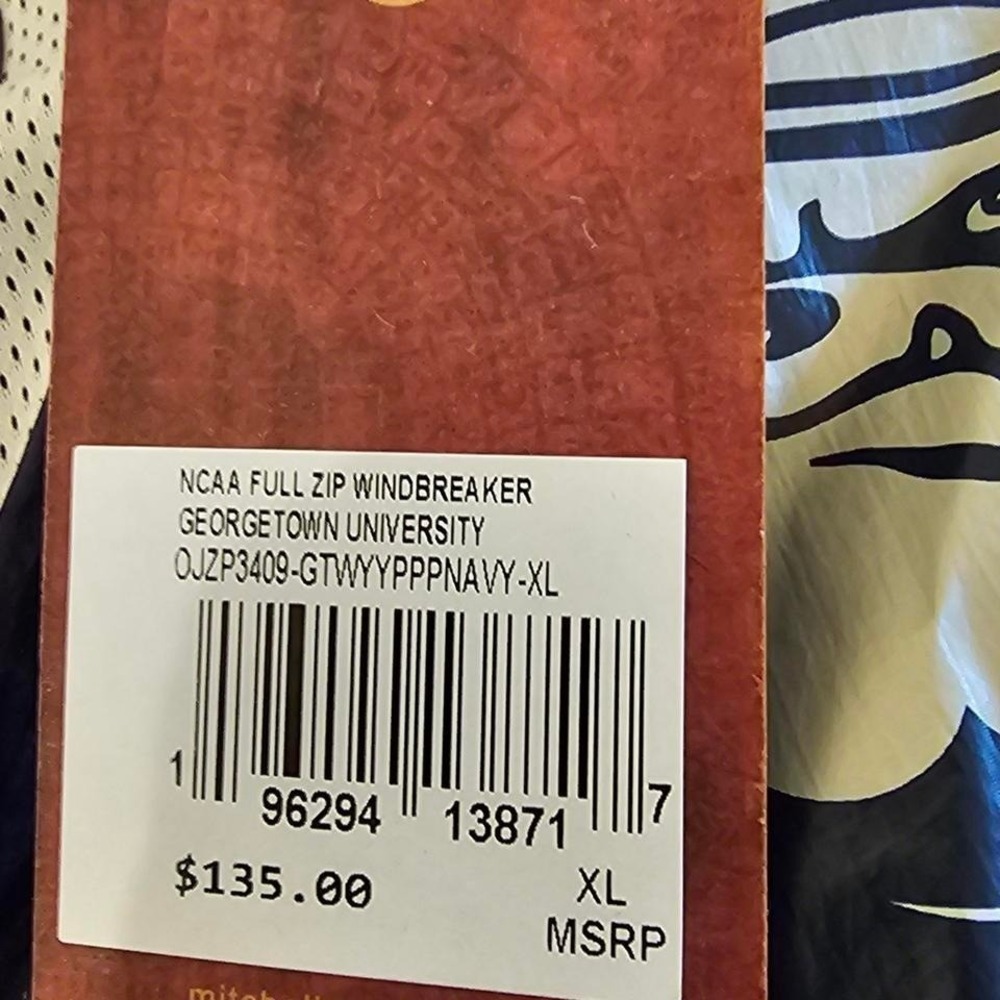 NCAA FULL ZIP WINDBREAKER
GEORGETOWN UNIVERSITY
OJZP3409-GTWYYPPPNAVY-XL
1 96294 13871 7
$135.00 XL
MSRP